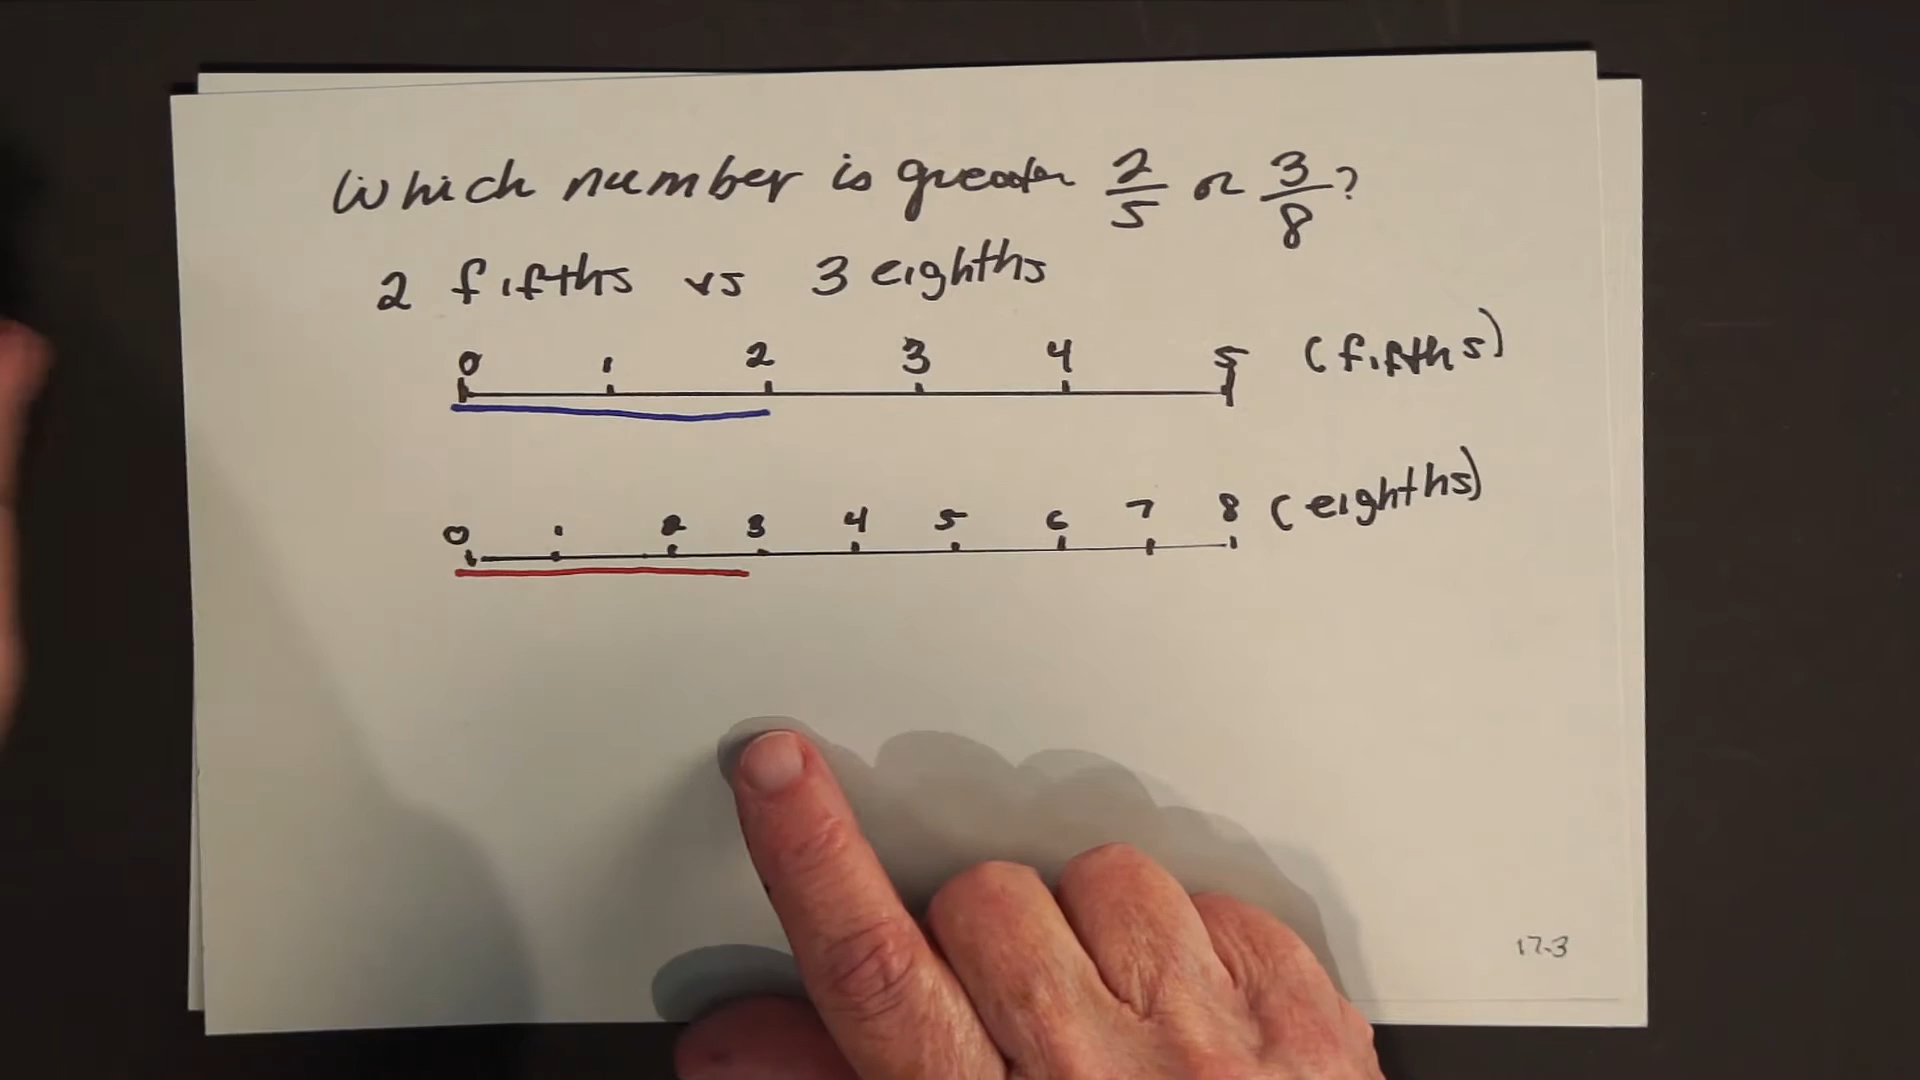 Which number is greater 2/5 or 3/8?
2 fifths vs 3 eighths
0 1 2 3 4 5 (fifths)
0 1 2 3 4 5 6 7 8 (eighths)
17-3